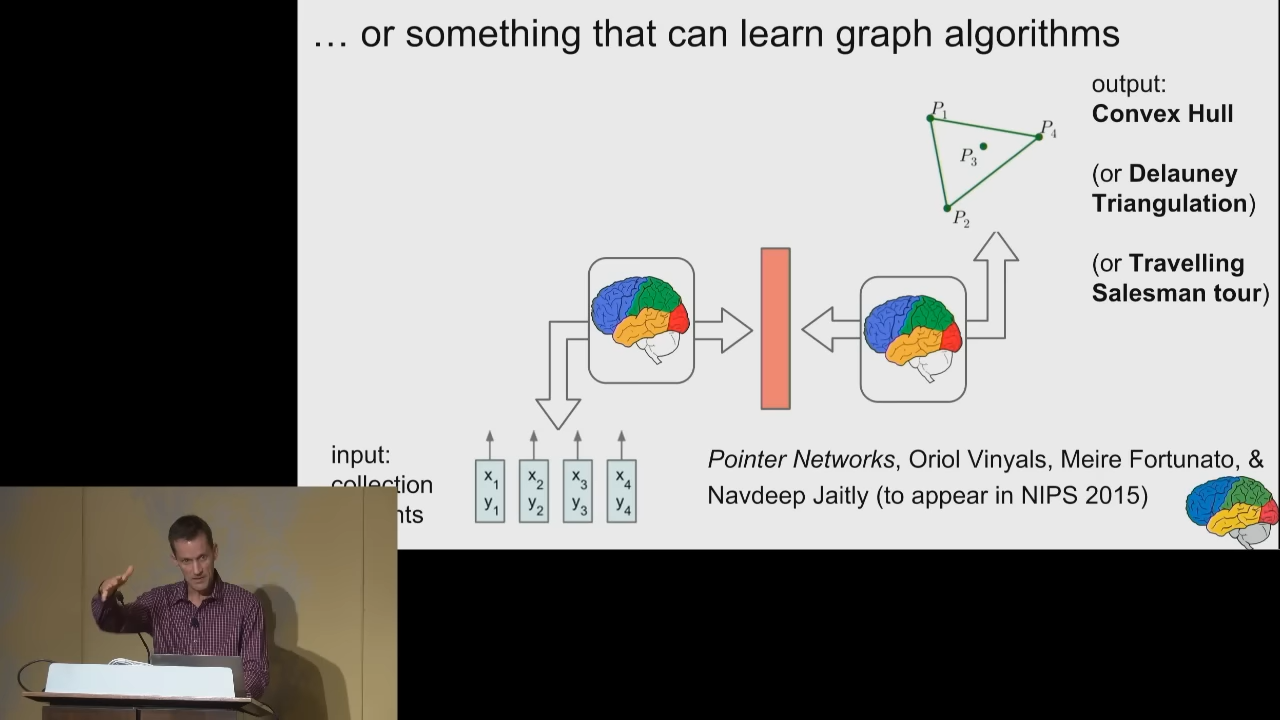 … or something that can learn graph algorithms
output:
Convex Hull
(or Delauney
Triangulation)
(or Travelling
Salesman tour)
P1
P4
P3
P2
input:
collection
x1 x2 x3 x4
y1 y2 y3 y4
Pointer Networks, Oriol Vinyals, Meire Fortunato, &
Navdeep Jaitly (to appear in NIPS 2015)